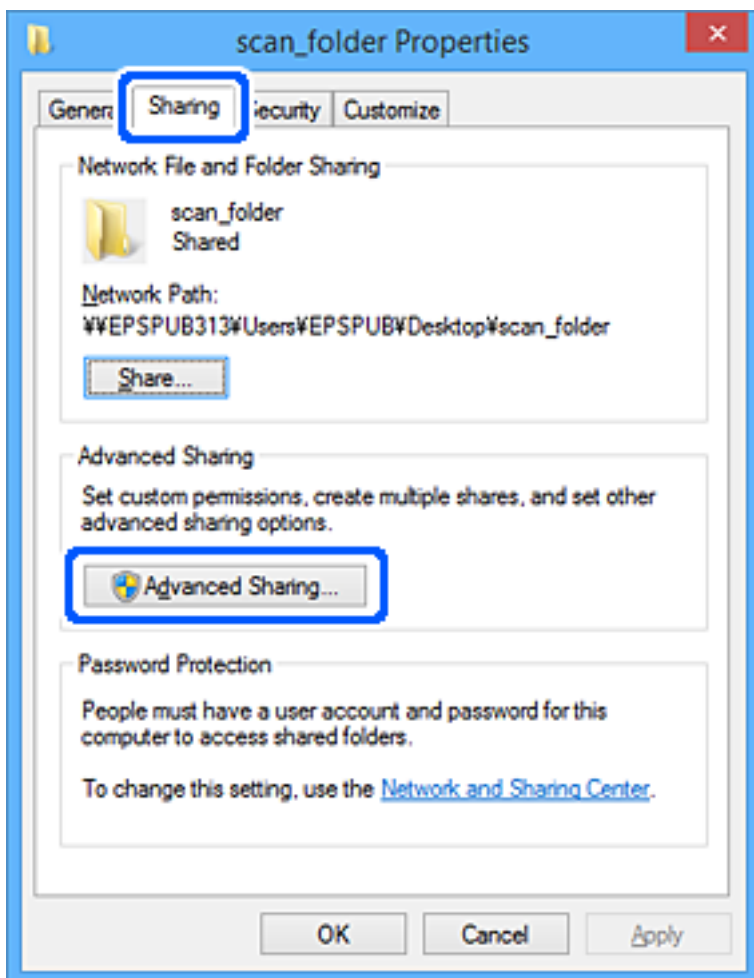 scan_folder Properties
General Sharing Security Customize
Network File and Folder Sharing
scan_folder
Shared
Network Path:
¥¥EPSPUB313¥Users¥EPSPUB¥Desktop¥scan_folder
Share...
Advanced Sharing
Set custom permissions, create multiple shares, and set other
advanced sharing options.
Advanced Sharing...
Password Protection
People must have a user account and password for this
computer to access shared folders.
To change this setting, use the Network and Sharing Center.
OK Cancel Apply